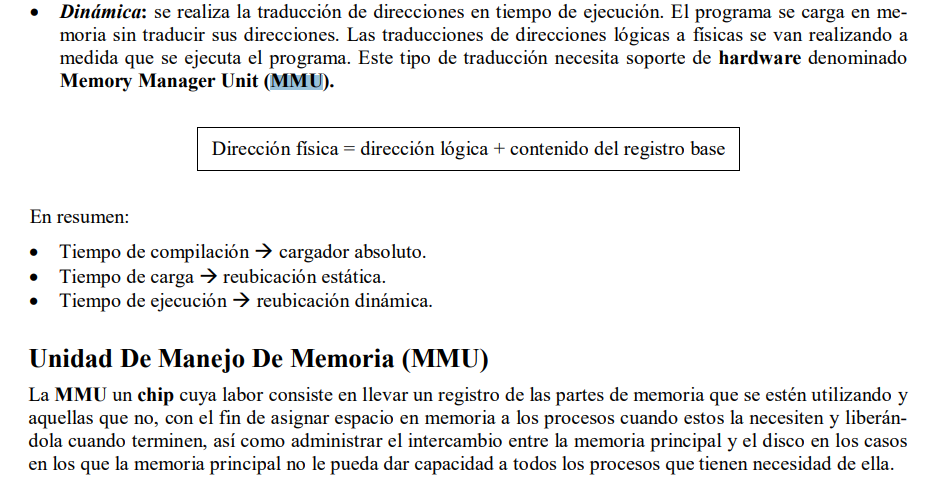 • Dinámica: se realiza la traducción de direcciones en tiempo de ejecución. El programa se carga en me-
moria sin traducir sus direcciones. Las traducciones de direcciones lógicas a físicas se van realizando a
medida que se ejecuta el programa. Este tipo de traducción necesita soporte de hardware denominado
Memory Manager Unit (MMU).
Dirección física = dirección lógica + contenido del registro base
En resumen:
• Tiempo de compilación → cargador absoluto.
• Tiempo de carga → reubicación estática.
• Tiempo de ejecución → reubicación dinámica.
Unidad De Manejo De Memoria (MMU)
La MMU un chip cuya labor consiste en llevar un registro de las partes de memoria que se estén utilizando y
aquellas que no, con el fin de asignar espacio en memoria a los procesos cuando estos la necesiten y liberán-
dola cuando terminen, así como administrar el intercambio entre la memoria principal y el disco en los casos
en los que la memoria principal no le pueda dar capacidad a todos los procesos que tienen necesidad de ella.